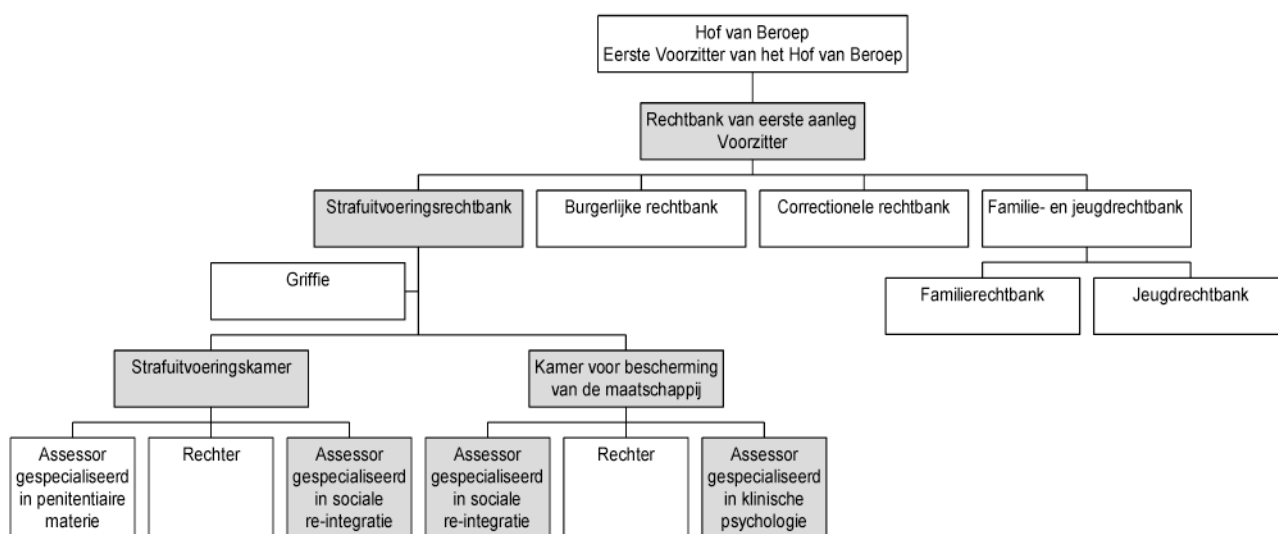 Hof van Beroep
Eerste Voorzitter van het Hof van Beroep
Rechtbank van eerste aanleg
Voorzitter
Strafuitvoeringsrechtbank
Burgerlijke rechtbank
Correctionele rechtbank
Familie- en jeugdrechtbank
Griffie
Familierechtbank
Jeugdrechtbank
Strafuitvoeringskamer
Kamer voor bescherming
van de maatschappij
Assessor
gespecialiseerd
in penitentiaire
materie
Rechter
Assessor
gespecialiseerd
in sociale
re-integratie
Assessor
gespecialiseerd
in sociale
re-integratie
Rechter
Assessor
gespecialiseerd
in klinische
psychologie